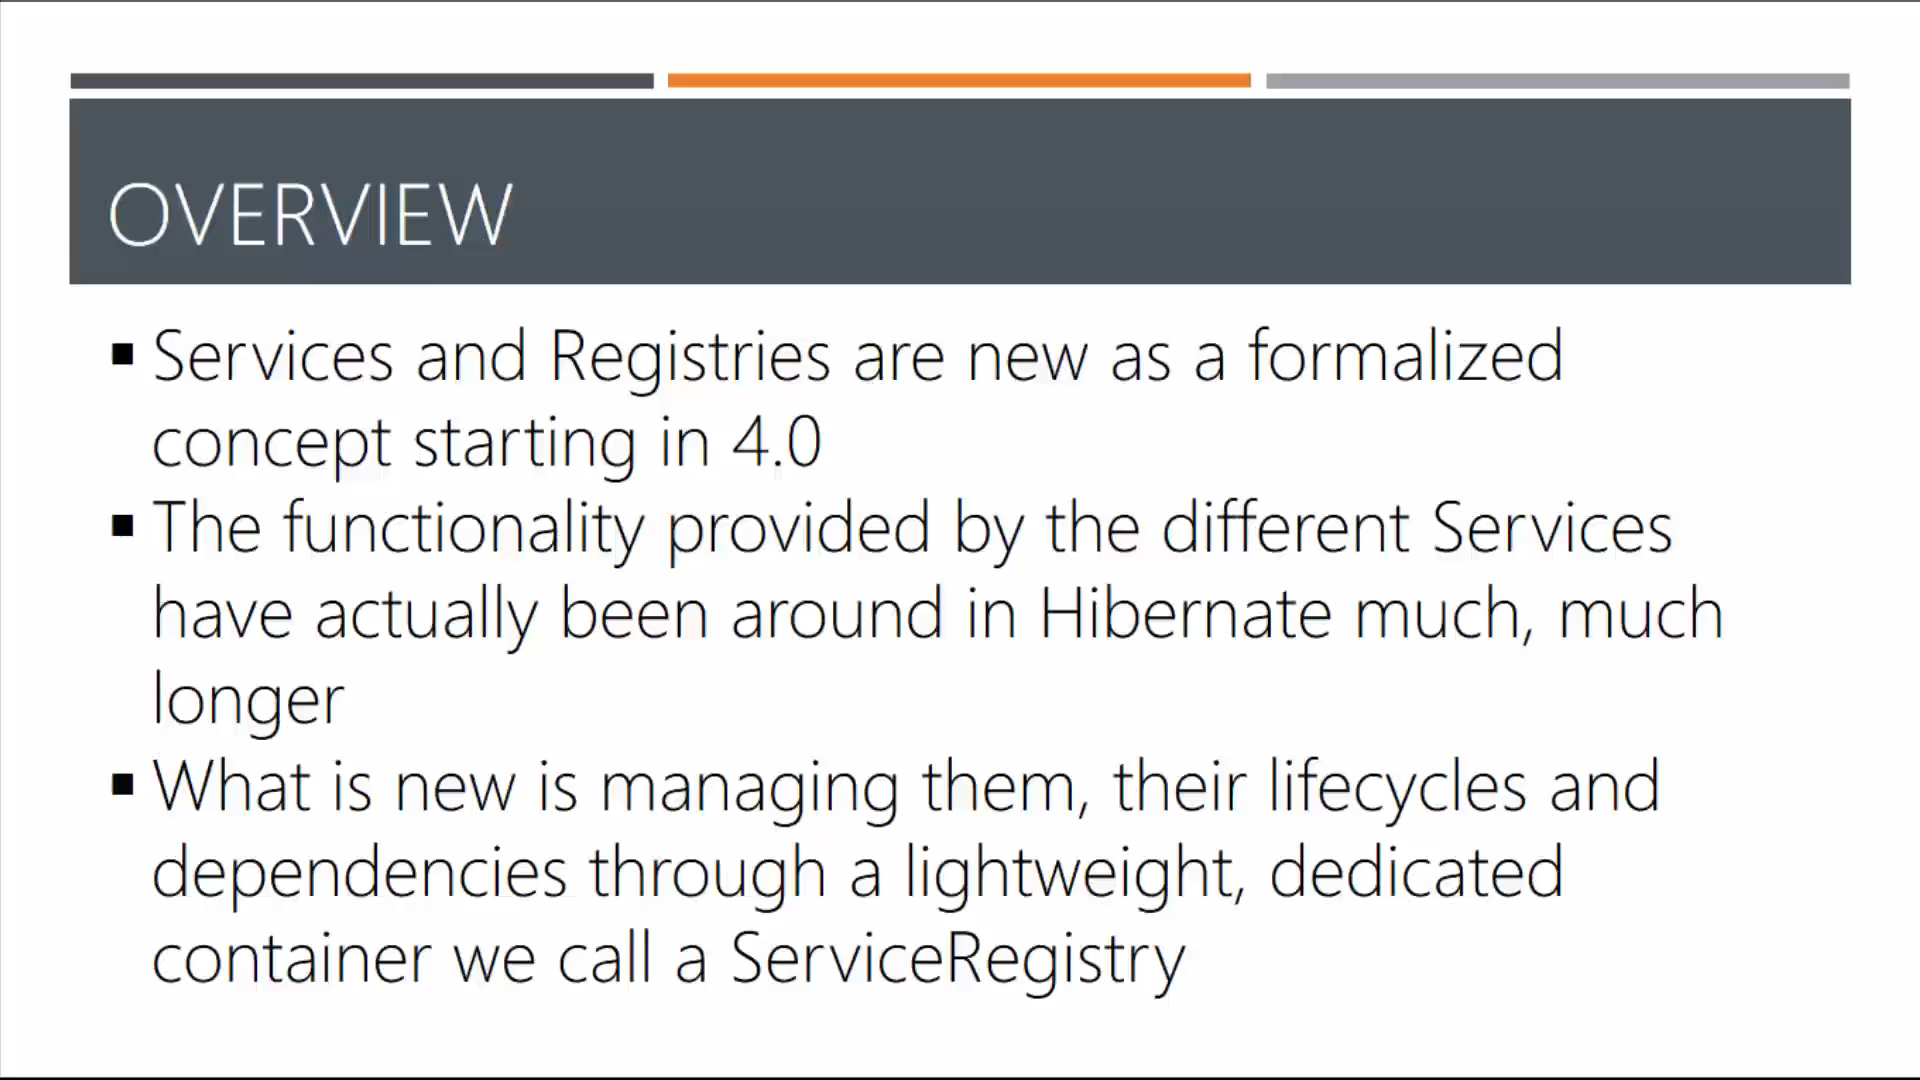 OVERVIEW
▪ Services and Registries are new as a formalized
concept starting in 4.0
▪ The functionality provided by the different Services
have actually been around in Hibernate much, much
longer
▪ What is new is managing them, their lifecycles and
dependencies through a lightweight, dedicated
container we call a ServiceRegistry